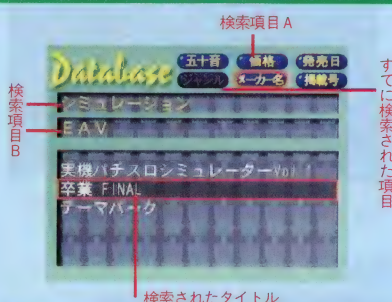 検索項目A
Database
五十音 価格 発売日
ジャンル メーカー名 掲載号
すでに検索された項目
検索項目B
シミュレーション
EAV
実機パチスロシミュレーターVol
卒業 FINAL
テーマパーク
検索されたタイトル